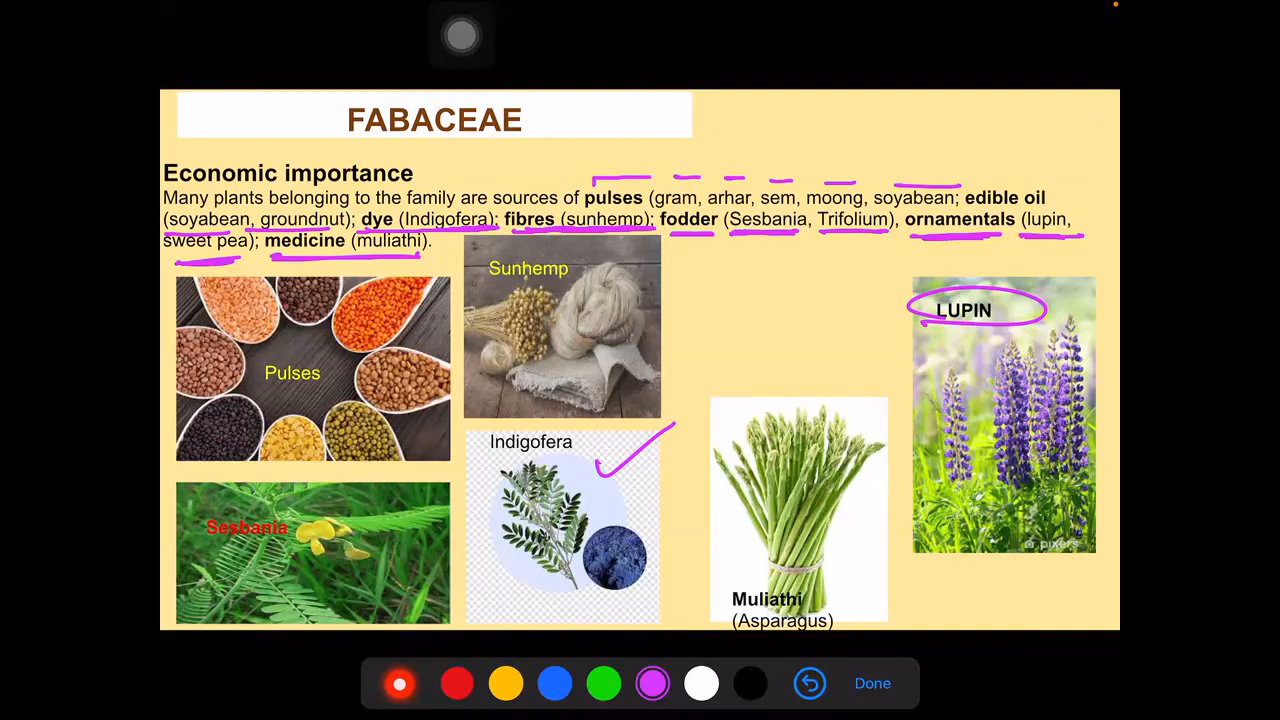 FABACEAE
Economic importance
Many plants belonging to the family are sources of pulses (gram, arhar, sem, moong, soyabean; edible oil
(soyabean, groundnut); dye (Indigofera); fibres (sunhemp); fodder (Sesbania, Trifolium), ornamentals (lupin,
sweet pea); medicine (muliathi).
Sunhemp
LUPIN
Pulses
Indigofera
Sesbania
pixers
Muliathi
(Asparagus)
Done